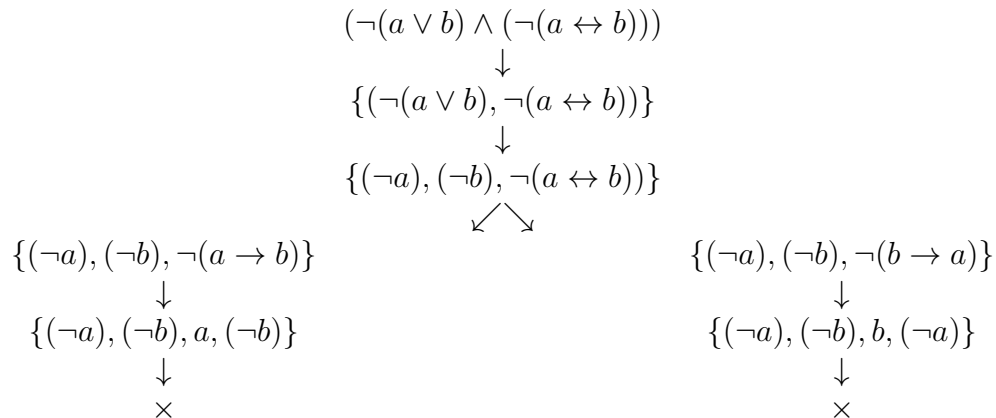 (¬(a ∨ b) ∧ (¬(a ↔ b)))
↓
{(¬(a ∨ b), ¬(a ↔ b))}
↓
{(¬a), (¬b), ¬(a ↔ b))}
↙↘
{(¬a), (¬b), ¬(a → b)} {(¬a), (¬b), ¬(b → a)}
↓ ↓
{(¬a), (¬b), a, (¬b)} {(¬a), (¬b), b, (¬a)}
↓ ↓
× ×